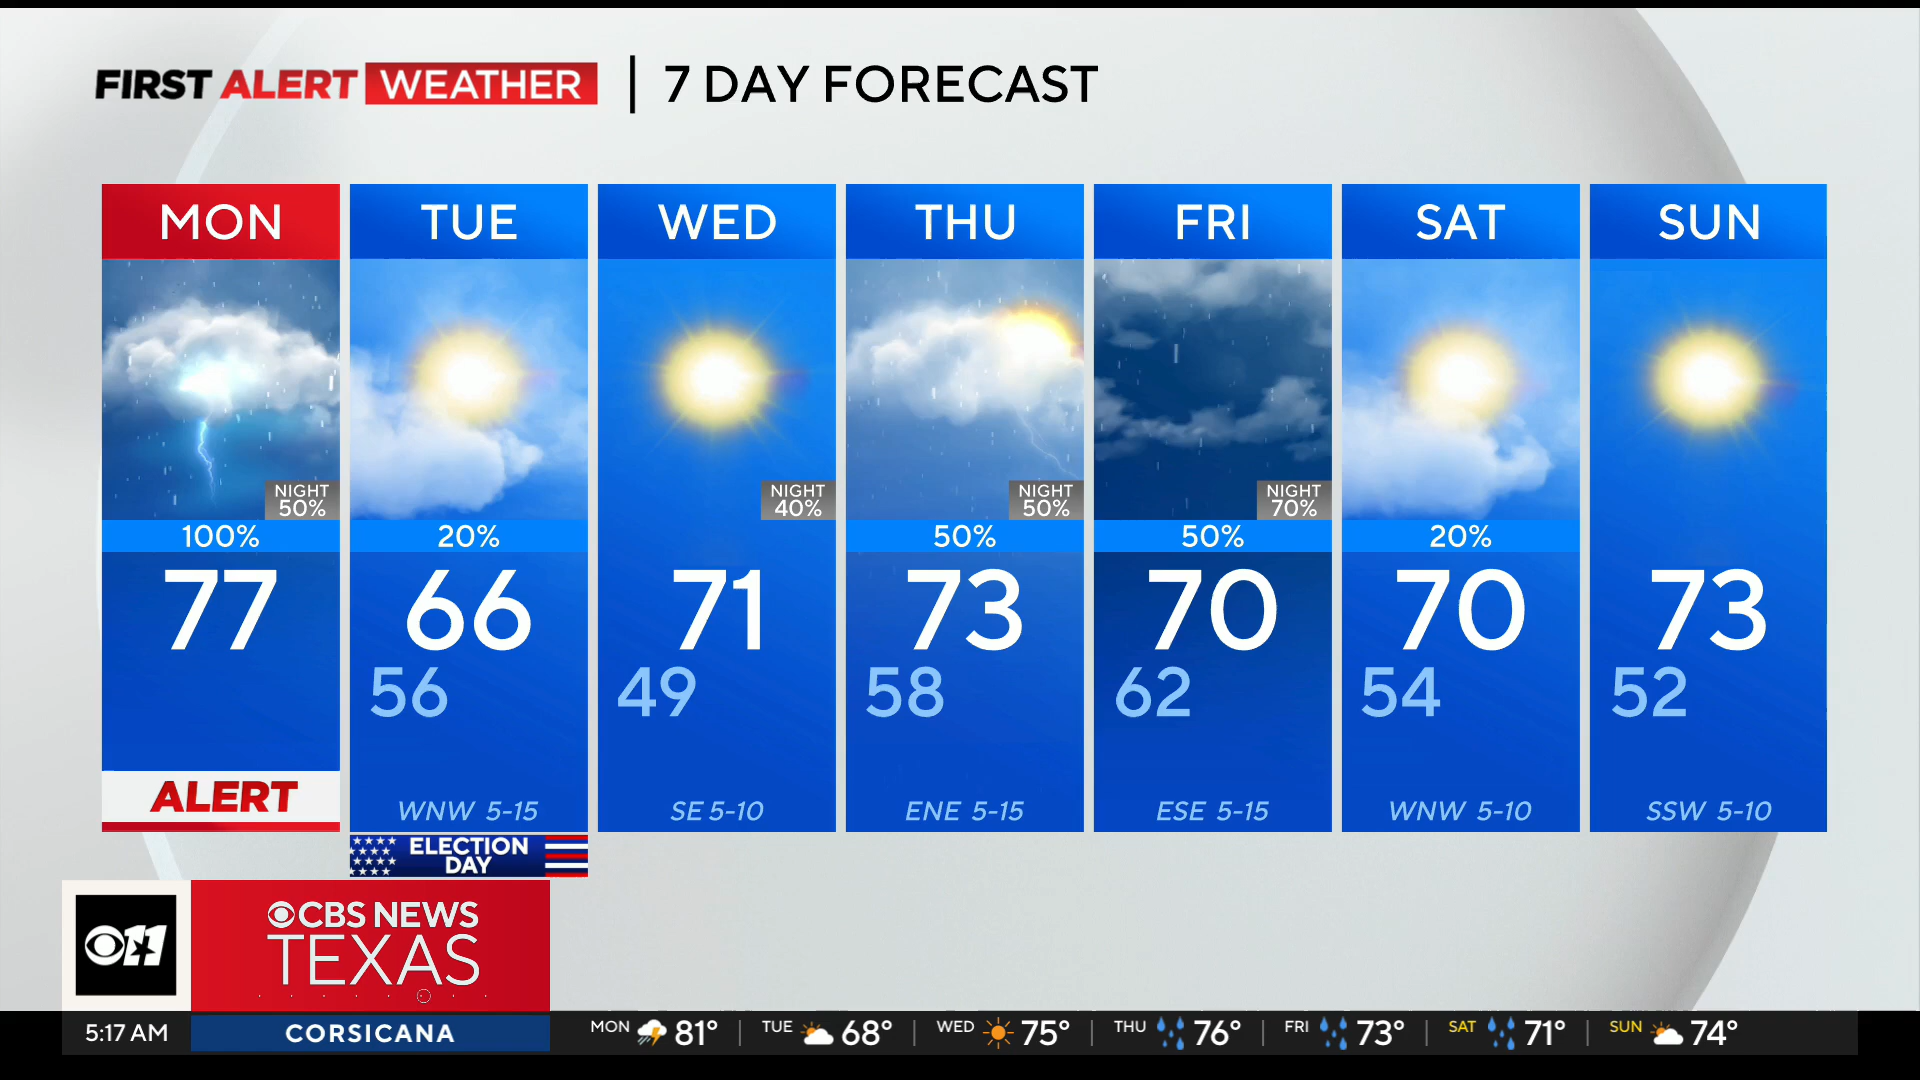 FIRST ALERT WEATHER | 7 DAY FORECAST
MON TUE WED THU FRI SAT SUN
NIGHT NIGHT NIGHT NIGHT
50% 40% 50% 70%
100% 20% 50% 50% 20%
77 66 71 73 70 70 73
56 49 58 62 54 52
ALERT
WNW 5-15 SE 5-10 ENE 5-15 ESE 5-15 WNW 5-10 SSW 5-10
ELECTION
DAY
CBS NEWS
11 TEXAS
5:17 AM CORSICANA MON 81° TUE 68° WED 75° THU 76° FRI 73° SAT 71° SUN 74°